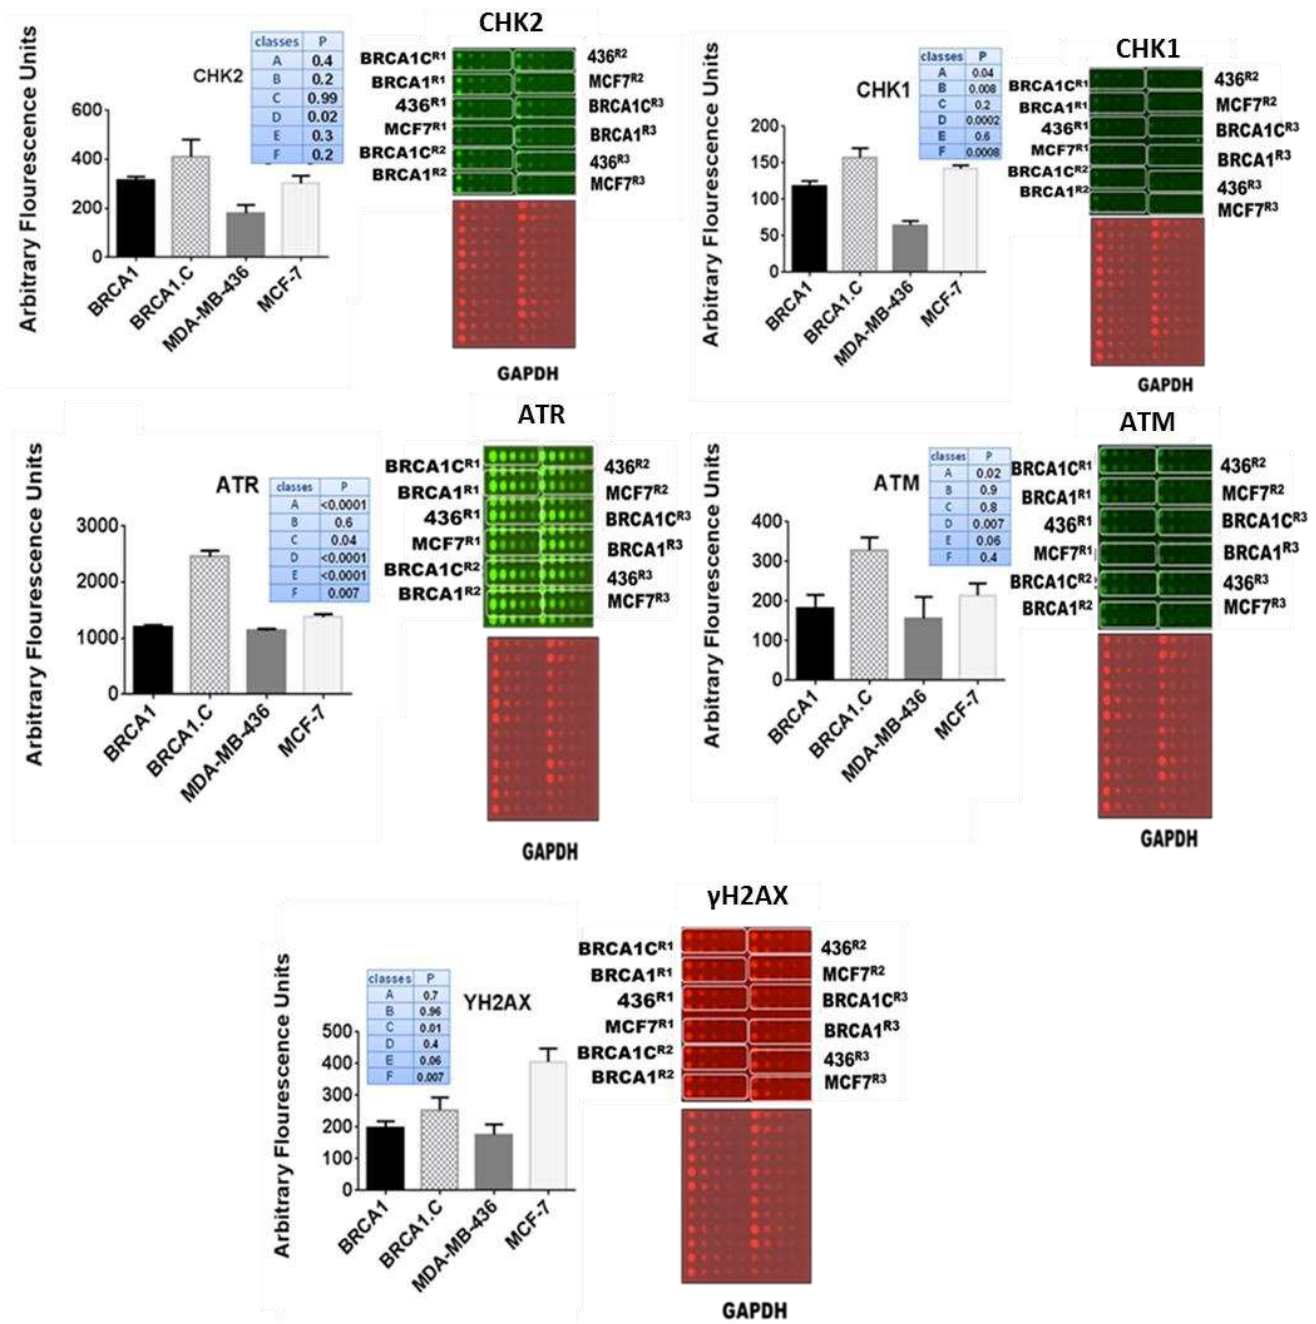 CHK2
Arbitrary Flourescence Units
CHK2
classes P
A 0.4
B 0.2
C 0.99
D 0.02
E 0.3
F 0.2
600
400
200
0
BRCA1
BRCA1.C
MDA-MB-436
MCF-7
BRCA1C^R1
BRCA1^R1
436^R1
MCF7^R1
BRCA1C^R2
BRCA1^R2
436^R2
MCF7^R2
BRCA1C^R3
BRCA1^R3
436^R3
MCF7^R3
GAPDH
CHK1
Arbitrary Flourescence Units
CHK1
classes P
A 0.04
B 0.008
C 0.2
D 0.0002
E 0.6
F 0.0008
200
150
100
50
0
BRCA1
BRCA1.C
MDA-MB-436
MCF-7
BRCA1C^R1
BRCA1^R1
436^R1
MCF7^R1
BRCA1C^R2
BRCA1^R2
436^R2
MCF7^R2
BRCA1C^R3
BRCA1^R3
436^R3
MCF7^R3
GAPDH
ATR
Arbitrary Flourescence Units
ATR
classes P
A <0.0001
B 0.6
C 0.04
D <0.0001
E <0.0001
F 0.007
3000
2000
1000
0
BRCA1
BRCA1.C
MDA-MB-436
MCF-7
BRCA1C^R1
BRCA1^R1
436^R1
MCF7^R1
BRCA1C^R2
BRCA1^R2
436^R2
MCF7^R2
BRCA1C^R3
BRCA1^R3
436^R3
MCF7^R3
GAPDH
ATM
Arbitrary Flourescence Units
ATM
classes P
A 0.02
B 0.9
C 0.8
D 0.007
E 0.06
F 0.4
400
300
200
100
0
BRCA1
BRCA1.C
MDA-MB-436
MCF-7
BRCA1C^R1
BRCA1^R1
436^R1
MCF7^R1
BRCA1C^R2
BRCA1^R2
436^R2
MCF7^R2
BRCA1C^R3
BRCA1^R3
436^R3
MCF7^R3
GAPDH
γH2AX
Arbitrary Flourescence Units
YH2AX
classes P
A 0.7
B 0.96
C 0.01
D 0.4
E 0.06
F 0.007
500
400
300
200
100
0
BRCA1
BRCA1.C
MDA-MB-436
MCF-7
BRCA1C^R1
BRCA1^R1
436^R1
MCF7^R1
BRCA1C^R2
BRCA1^R2
436^R2
MCF7^R2
BRCA1C^R3
BRCA1^R3
436^R3
MCF7^R3
GAPDH